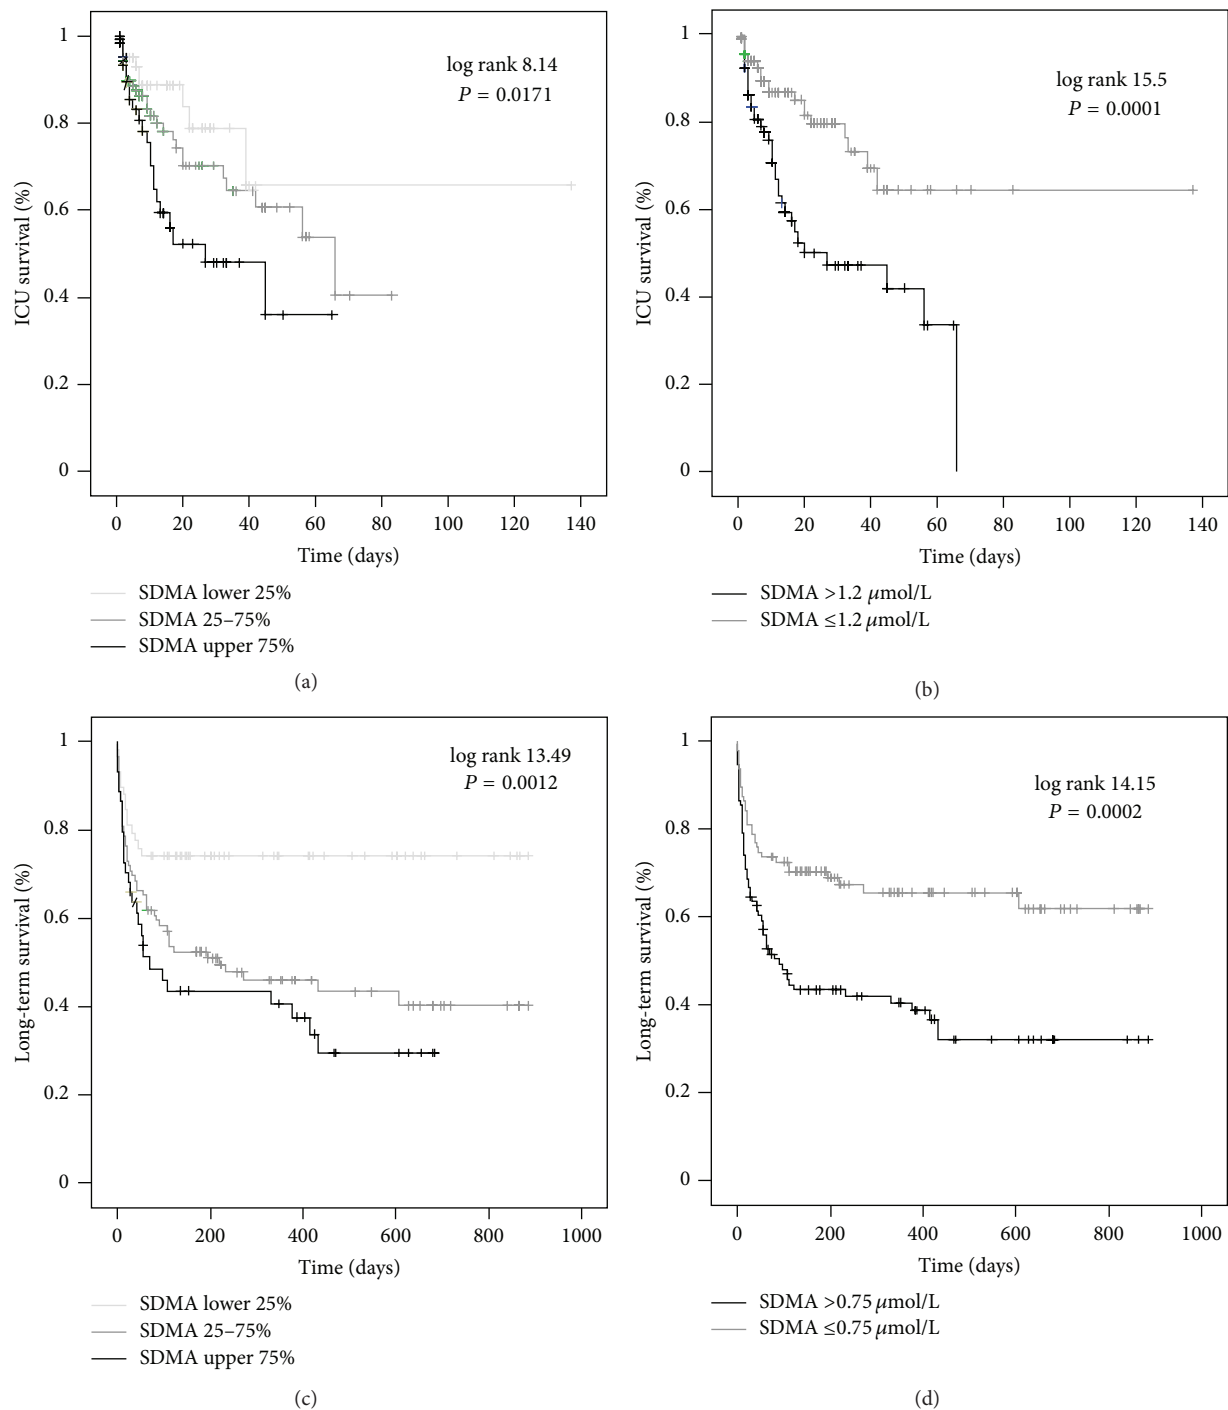 1
0.8
0.6
0.4
0.2
0
ICU survival (%)
log rank 8.14
P = 0.0171
0 20 40 60 80 100 120 140
Time (days)
SDMA lower 25%
SDMA 25–75%
SDMA upper 75%
(a)
1
0.8
0.6
0.4
0.2
0
ICU survival (%)
log rank 15.5
P = 0.0001
0 20 40 60 80 100 120 140
Time (days)
SDMA >1.2 μmol/L
SDMA ≤1.2 μmol/L
(b)
1
0.8
0.6
0.4
0.2
0
Long-term survival (%)
log rank 13.49
P = 0.0012
0 200 400 600 800 1000
Time (days)
SDMA lower 25%
SDMA 25–75%
SDMA upper 75%
(c)
1
0.8
0.6
0.4
0.2
0
Long-term survival (%)
log rank 14.15
P = 0.0002
0 200 400 600 800 1000
Time (days)
SDMA >0.75 μmol/L
SDMA ≤0.75 μmol/L
(d)